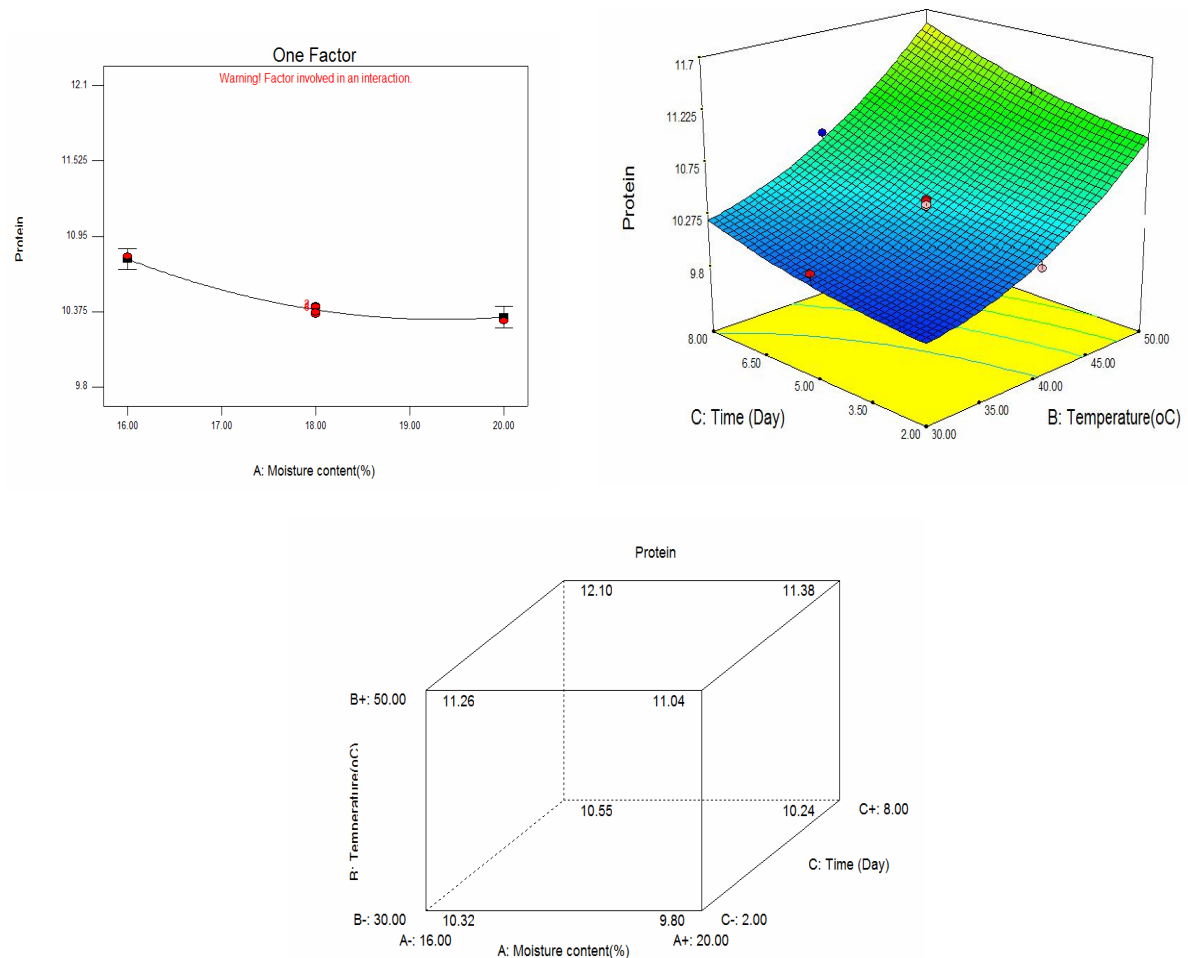 One Factor
Warning! Factor involved in an interaction.
12.1
11.525
10.95
10.375
9.8
Protein
16.00 17.00 18.00 19.00 20.00
A: Moisture content(%)
11.7
11.225
10.75
10.275
9.8
Protein
8.00 6.50 5.00 3.50 2.00
C: Time (Day)
30.00 35.00 40.00 45.00 50.00
B: Temperature(oC)
Protein
12.10 11.38
B+: 50.00 11.26 11.04
B: Temperature(oC)
10.55 10.24 C+: 8.00
C: Time (Day)
B-: 30.00 10.32 9.80 C-: 2.00
A-: 16.00 A+: 20.00
A: Moisture content(%)